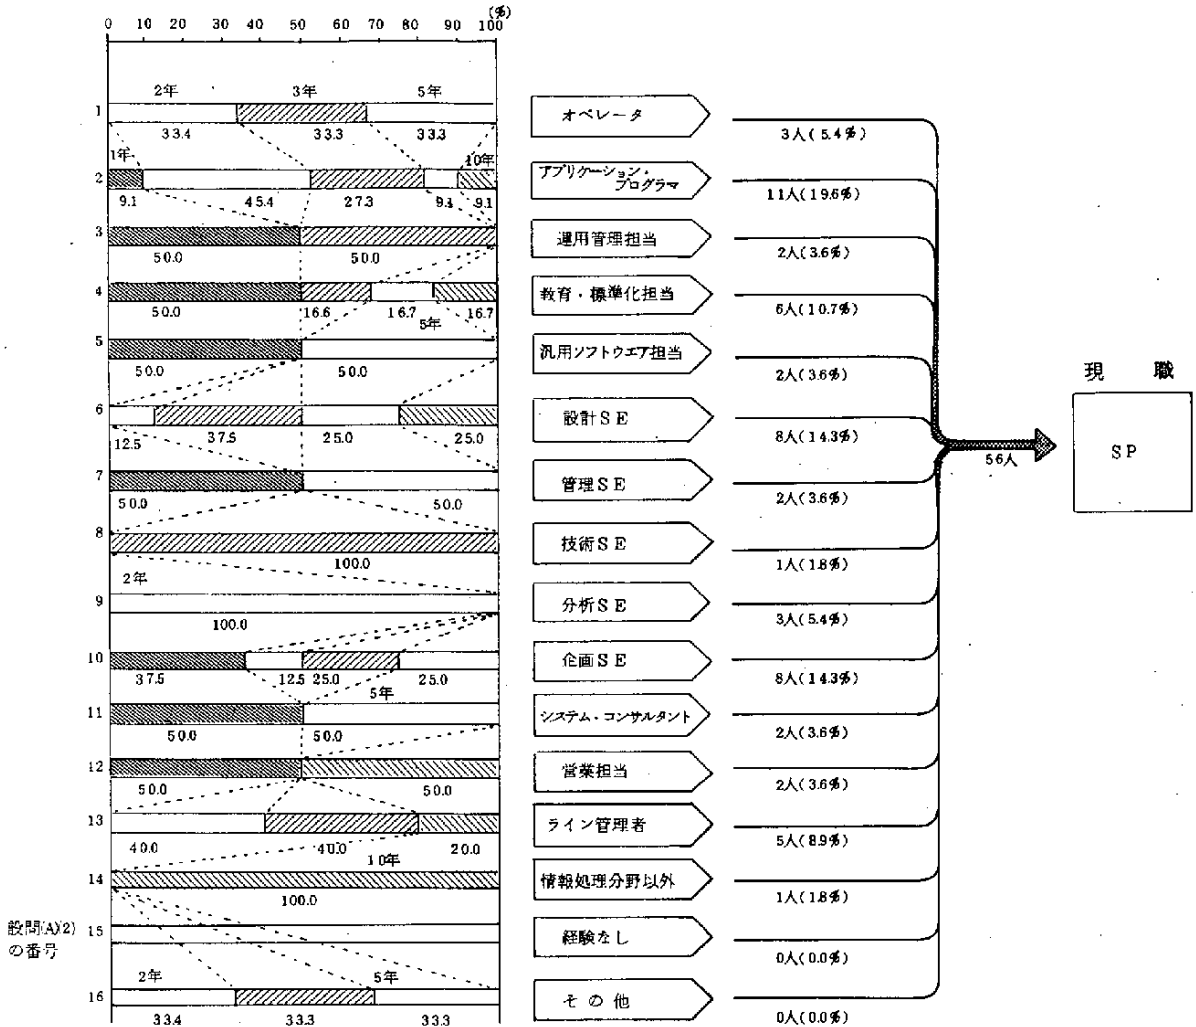 (%)
0 10 20 30 40 50 60 70 80 90 100
2年 3年 5年
1
33.4 33.3 33.3
オペレータ
3人(5.4%)
1年 10年
2
9.1 45.4 27.3 9.1 9.1
アプリケーション・
プログラマ
11人(19.6%)
3
50.0 50.0
運用管理担当
2人(3.6%)
4
50.0 16.6 16.7 16.7
教育・標準化担当
6人(10.7%)
5年
5
50.0 50.0
汎用ソフトウエア担当
2人(3.6%)
6
12.5 37.5 25.0 25.0
設計SE
8人(14.3%)
7
50.0 50.0
管理SE
2人(3.6%)
8
100.0
技術SE
1人(1.8%)
2年
9
100.0
分析SE
3人(5.4%)
10
37.5 12.5 25.0 25.0
企画SE
8人(14.3%)
5年
11
50.0 50.0
システム・コンサルタント
2人(3.6%)
12
50.0 50.0
営業担当
2人(3.6%)
13
40.0 40.0 20.0
ライン管理者
5人(8.9%)
10年
14
100.0
情報処理分野以外
1人(1.8%)
設問(A)(2)
の番号
15
経験なし
0人(0.0%)
2年 5年
16
33.4 33.3 33.3
その他
0人(0.0%)
56人
現職
SP